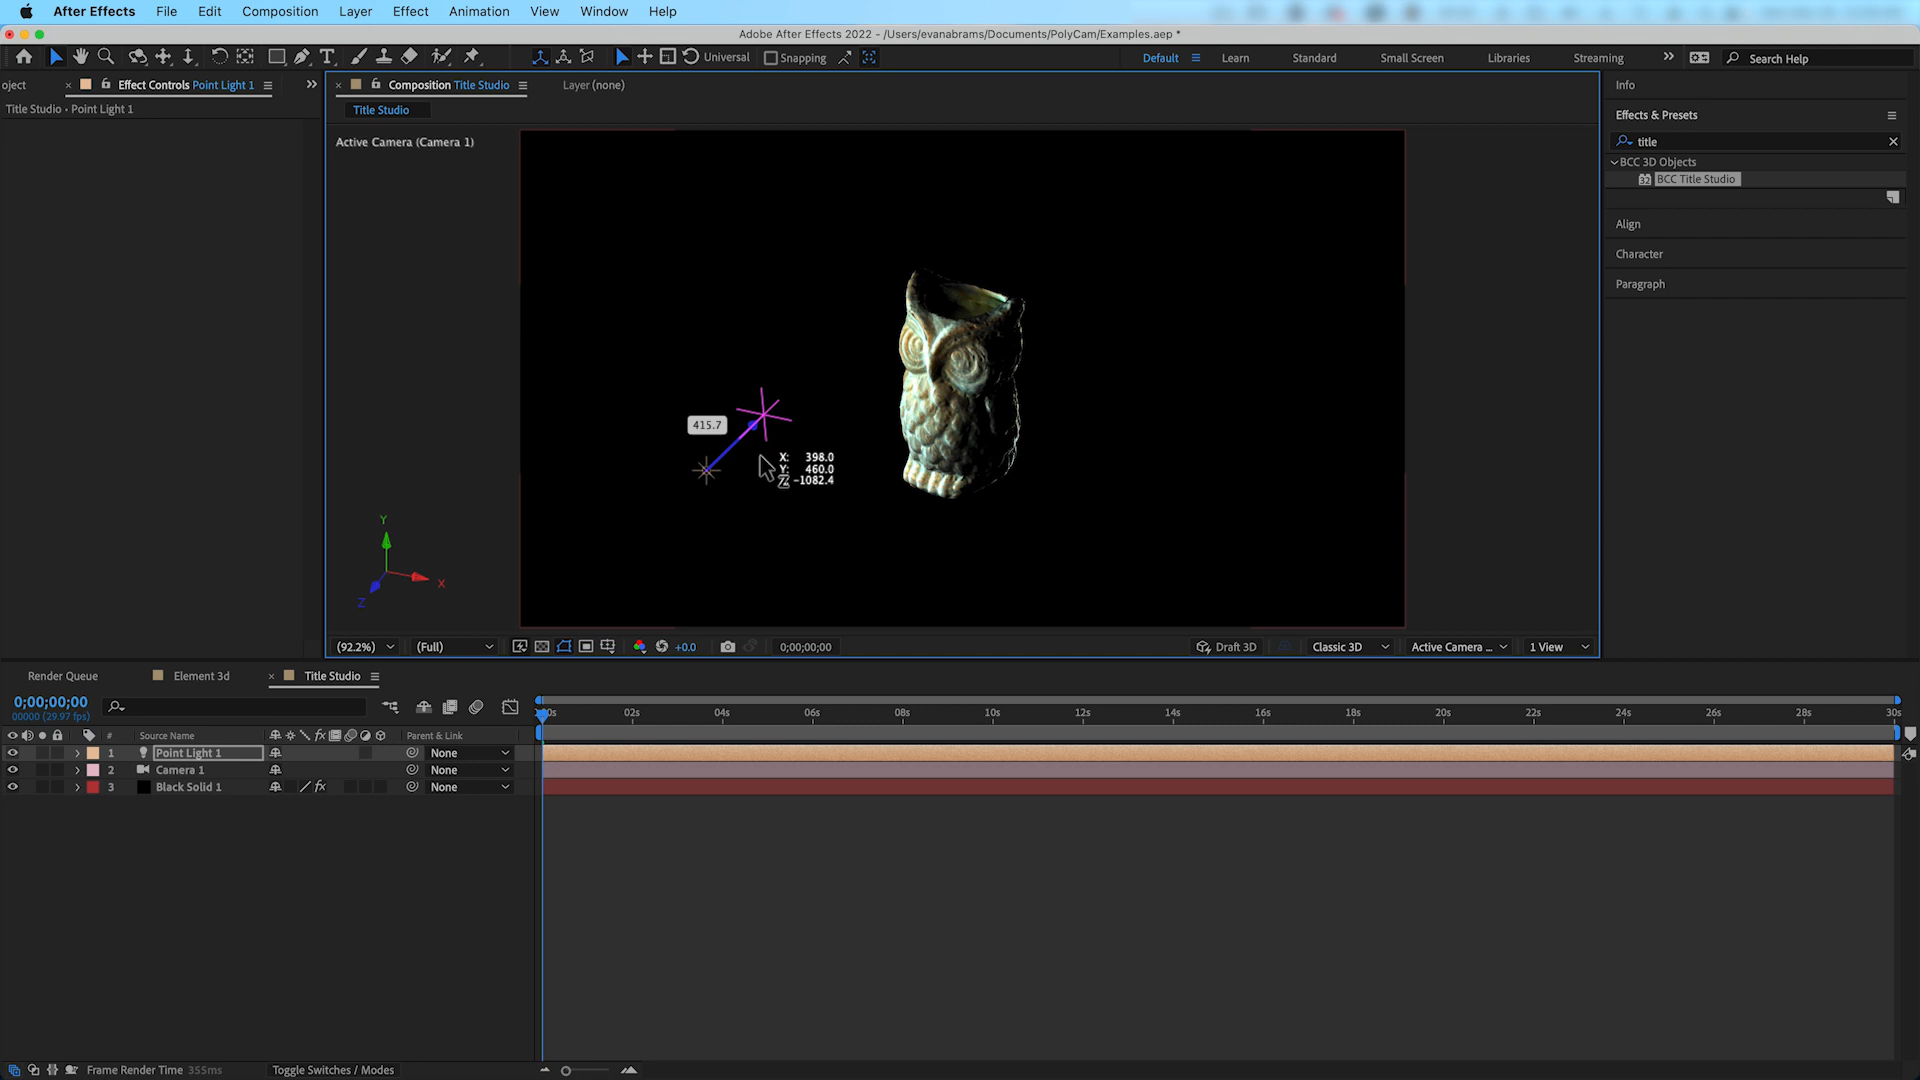 After Effects File Edit Composition Layer Effect Animation View Window Help
Adobe After Effects 2022 - /Users/evanabrams/Documents/PolyCam/Examples.aep *
Universal Snapping Default Learn Standard Small Screen Libraries Streaming Search Help
oject Effect Controls Point Light 1 Composition Title Studio Layer (none) Info
Title Studio • Point Light 1
Title Studio
Effects & Presets
Active Camera (Camera 1)
title
BCC 3D Objects
32 BCC Title Studio
Align
Character
Paragraph
415.7
X: 398.0
Y: 460.0
Z: -1082.4
Y
X
Z
(92.2%) (Full) +0.0 0;00;00;00 Draft 3D Classic 3D Active Camera ... 1 View
Render Queue Element 3d Title Studio
0;00;00;00
00000 (29.97 fps)
0s 02s 04s 06s 08s 10s 12s 14s 16s 18s 20s 22s 24s 26s 28s 30s
# Source Name fx Parent & Link
1 Point Light 1 None
2 Camera 1 None
3 Black Solid 1 fx None
Frame Render Time 355ms Toggle Switches / Modes